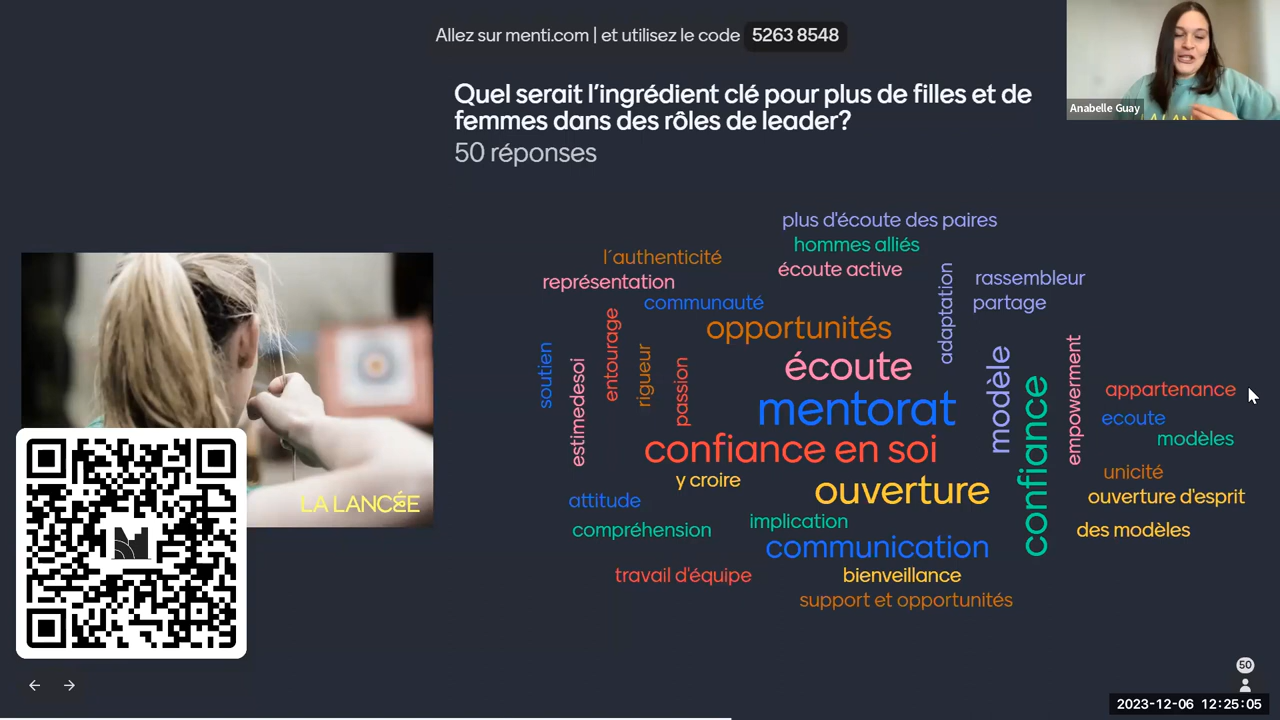 Allez sur menti.com | et utilisez le code 5263 8548
Quel serait l'ingrédient clé pour plus de filles et de
femmes dans des rôles de leader?
50 réponses
Anabelle Guay
plus d'écoute des paires
hommes alliés
l´authenticité
écoute active
représentation
adaptation
rassembleur
communauté
partage
opportunités
soutien
estimedesoi
entourage
rigueur
passion
écoute
modèle
confiance
empowerment
appartenance
mentorat
ecoute
modèles
confiance en soi
y croire
unicité
attitude
ouverture
ouverture d'esprit
compréhension
implication
des modèles
communication
travail d'équipe
bienveillance
support et opportunités
LA LANCÉE
50
2023-12-06 12:25:05